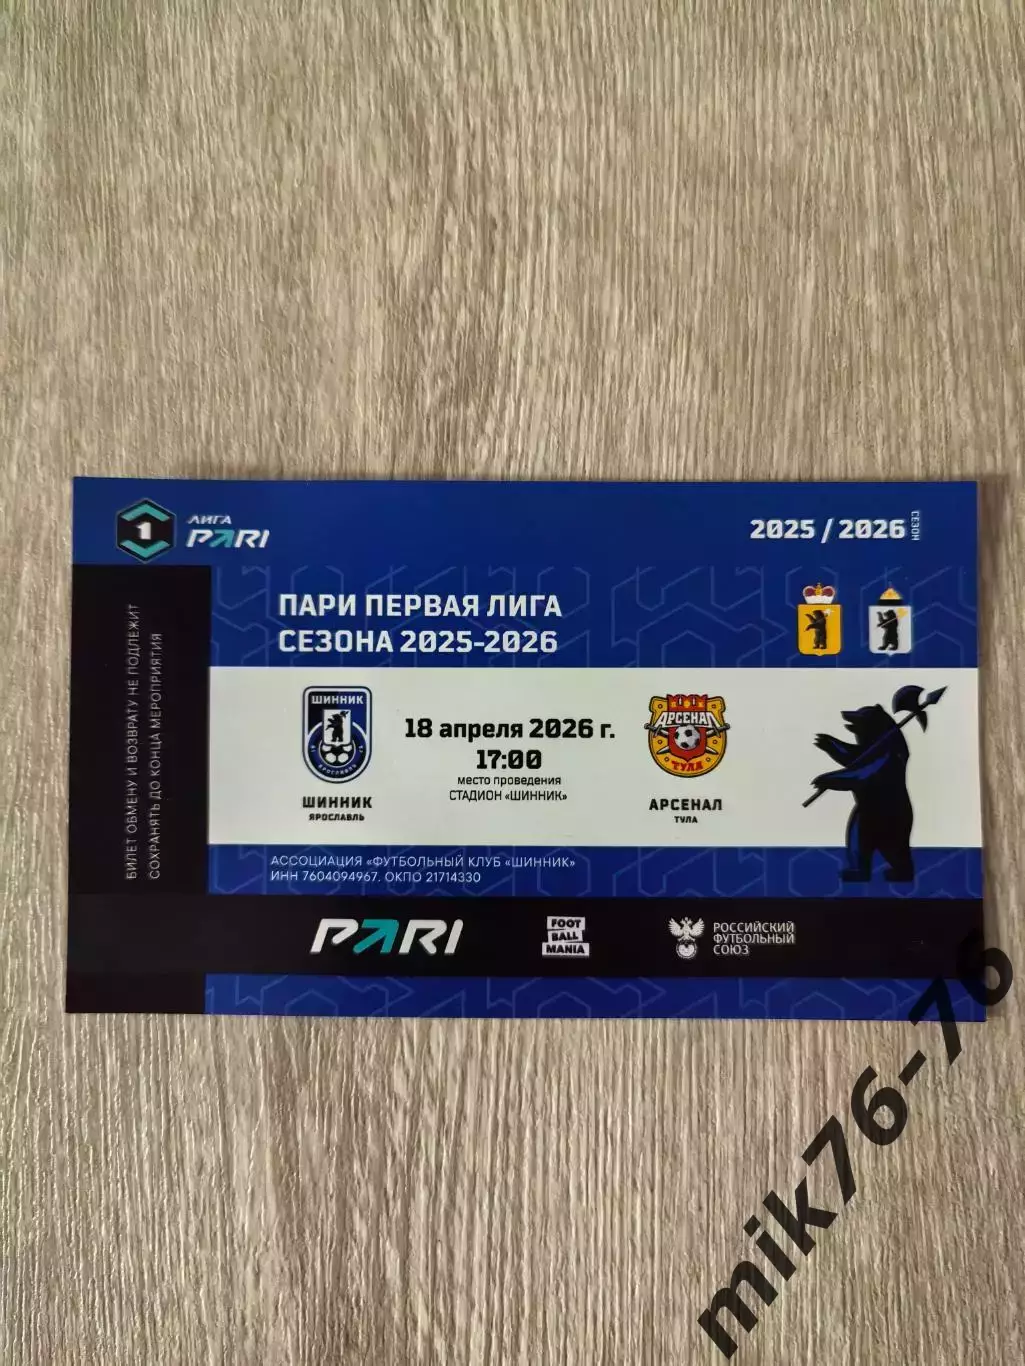 1
ЛИГА
PARI
2025 / 2026
СЕЗОН
БИЛЕТ ОБМЕНУ И ВОЗВРАТУ НЕ ПОДЛЕЖИТ
СОХРАНЯТЬ ДО КОНЦА МЕРОПРИЯТИЯ
ПАРИ ПЕРВАЯ ЛИГА
СЕЗОНА 2025-2026
ШИННИК
ЯРОСЛАВЛЬ
ШИННИК
ЯРОСЛАВЛЬ
18 апреля 2026 г.
17:00
место проведения
СТАДИОН «ШИННИК»
АРСЕНАЛ
ТУЛА
АРСЕНАЛ
ТУЛА
АССОЦИАЦИЯ «ФУТБОЛЬНЫЙ КЛУБ «ШИННИК»
ИНН 7604094967. ОКПО 21714330
PARI
FOOT
BALL
MANIA
РОССИЙСКИЙ
ФУТБОЛЬНЫЙ
СОЮЗ
mik76-76